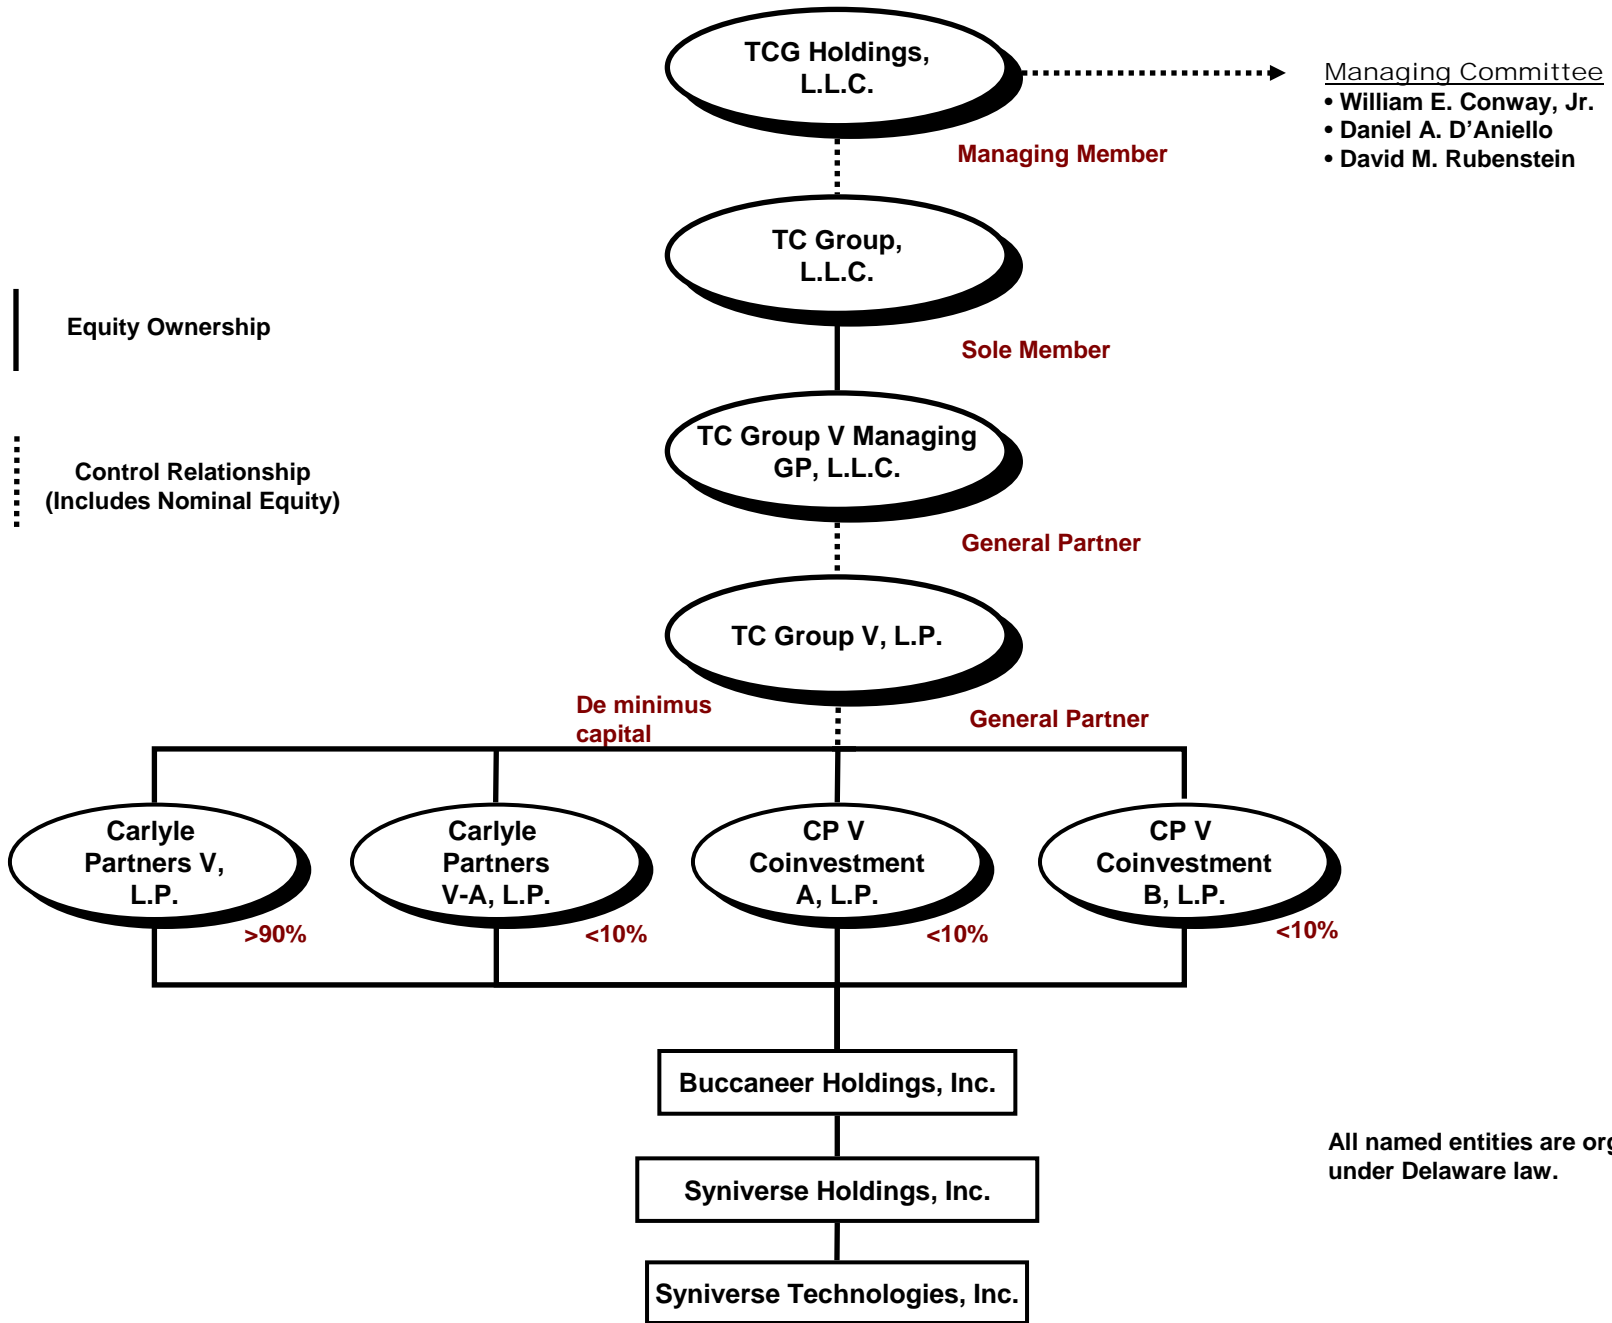 TCG Holdings,
L.L.C.
Managing Committee
• William E. Conway, Jr.
• Daniel A. D’Aniello
• David M. Rubenstein
Managing Member
TC Group,
L.L.C.
Equity Ownership
Sole Member
TC Group V Managing
GP, L.L.C.
Control Relationship
(Includes Nominal Equity)
General Partner
TC Group V, L.P.
De minimus
capital
General Partner
Carlyle
Partners V,
L.P.
>90%
Carlyle
Partners
V-A, L.P.
<10%
CP V
Coinvestment
A, L.P.
<10%
CP V
Coinvestment
B, L.P.
<10%
Buccaneer Holdings, Inc.
Syniverse Holdings, Inc.
All named entities are
under Delaware law.
Syniverse Technologies, Inc.